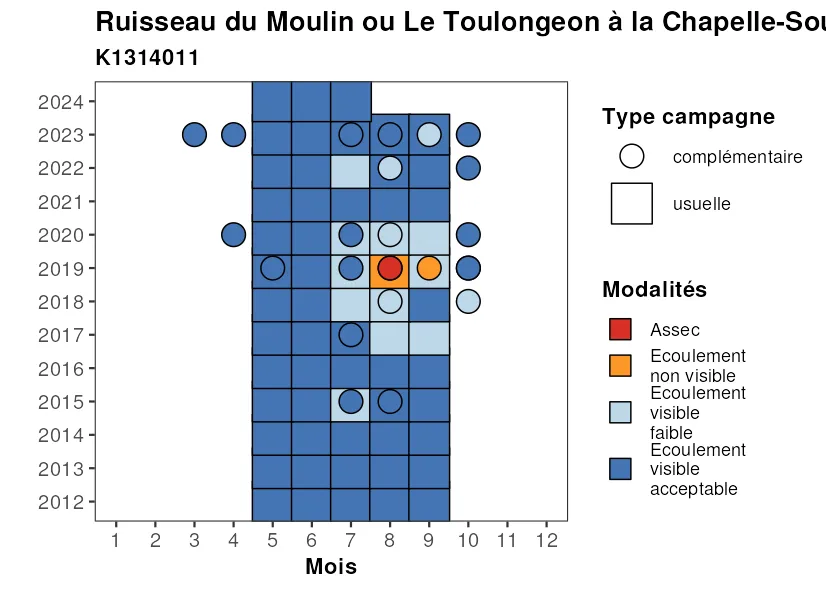 Ruisseau du Moulin ou Le Toulongeon à la Chapelle-Sou
K1314011
2024
2023
2022
2021
2020
2019
2018
2017
2016
2015
2014
2013
2012
1 2 3 4 5 6 7 8 9 10 11 12
Mois
Type campagne
complémentaire
usuelle
Modalités
Assec
Ecoulement
non visible
Ecoulement
visible
faible
Ecoulement
visible
acceptable